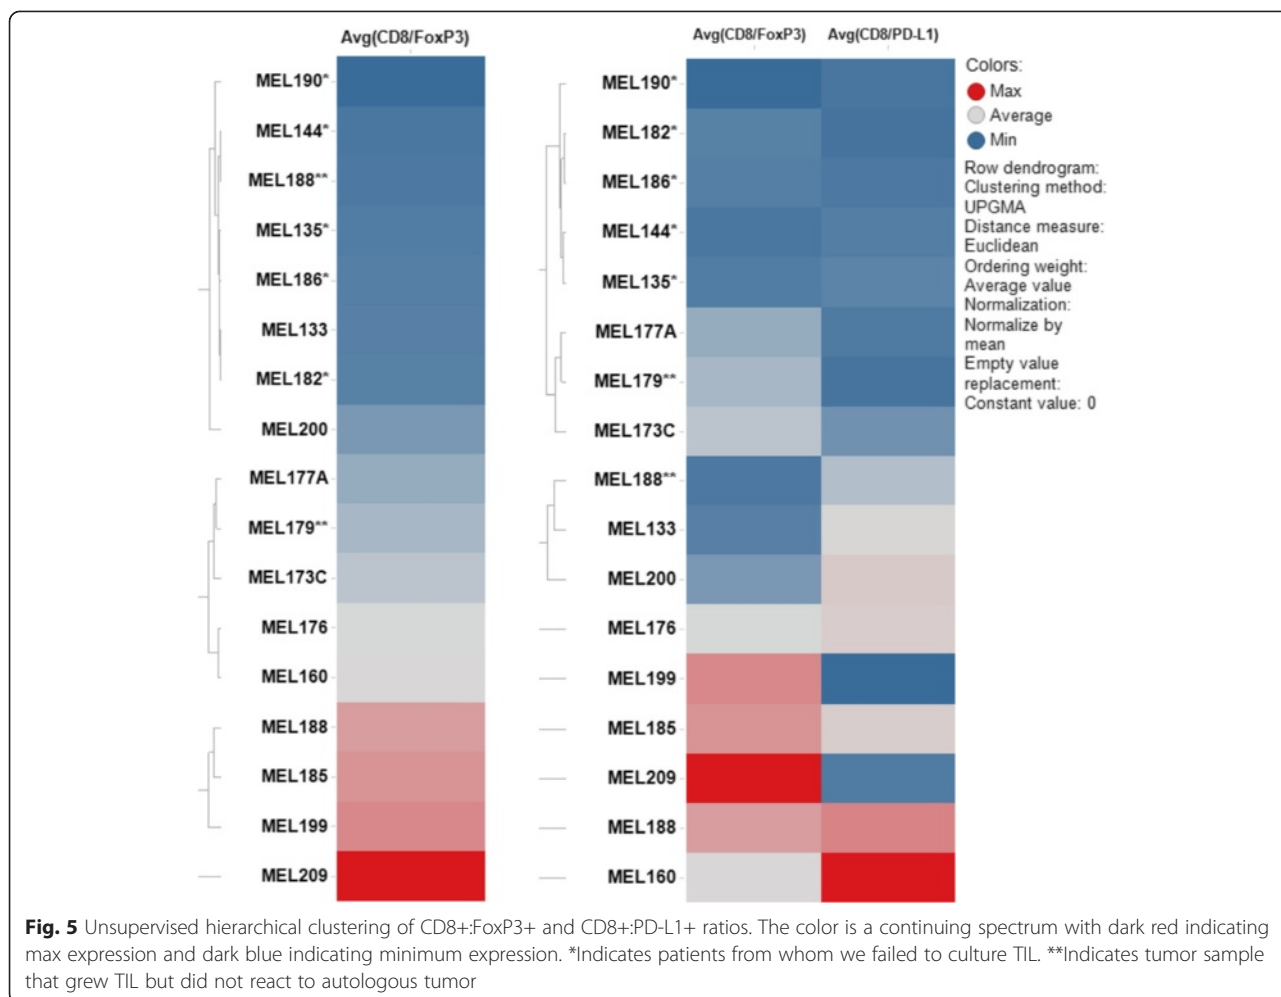 Avg(CD8/FoxP3)
MEL190*
MEL144*
MEL188**
MEL135*
MEL186*
MEL133
MEL182*
MEL200
MEL177A
MEL179**
MEL173C
MEL176
MEL160
MEL188
MEL185
MEL199
MEL209
Avg(CD8/FoxP3) Avg(CD8/PD-L1)
MEL190*
MEL182*
MEL186*
MEL144*
MEL135*
MEL177A
MEL179**
MEL173C
MEL188**
MEL133
MEL200
MEL176
MEL199
MEL185
MEL209
MEL188
MEL160
Colors:
Max
Average
Min
Row dendrogram:
Clustering method:
UPGMA
Distance measure:
Euclidean
Ordering weight:
Average value
Normalization:
Normalize by
mean
Empty value
replacement:
Constant value: 0
Fig. 5 Unsupervised hierarchical clustering of CD8+:FoxP3+ and CD8+:PD-L1+ ratios. The color is a continuing spectrum with dark red indicating
max expression and dark blue indicating minimum expression. *Indicates patients from whom we failed to culture TIL. **Indicates tumor sample
that grew TIL but did not react to autologous tumor